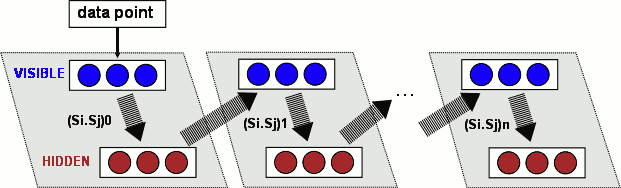 data point
VISIBLE
(Si.Sj)0
(Si.Sj)1
...
(Si.Sj)n
HIDDEN